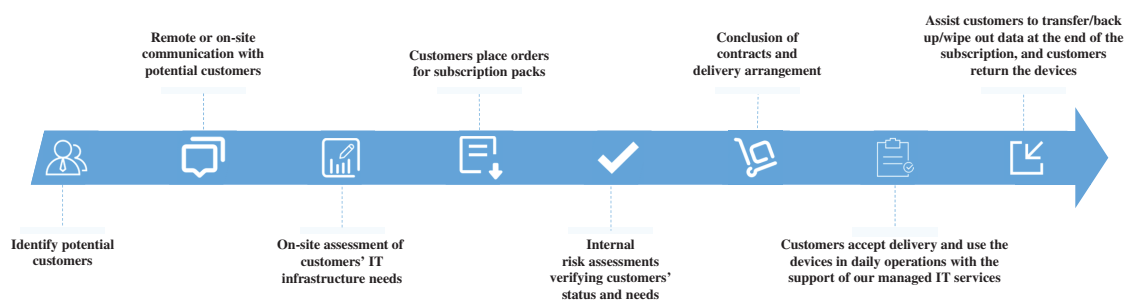 Identify potential
customers
Remote or on-site
communication with
potential customers
On-site assessment of
customers’ IT
infrastructure needs
Customers place orders
for subscription packs
Internal
risk assessments
verifying customers’
status and needs
Conclusion of
contracts and
delivery arrangement
Customers accept delivery and use the
devices in daily operations with the
support of our managed IT services
Assist customers to transfer/back
up/wipe out data at the end of the
subscription, and customers
return the devices